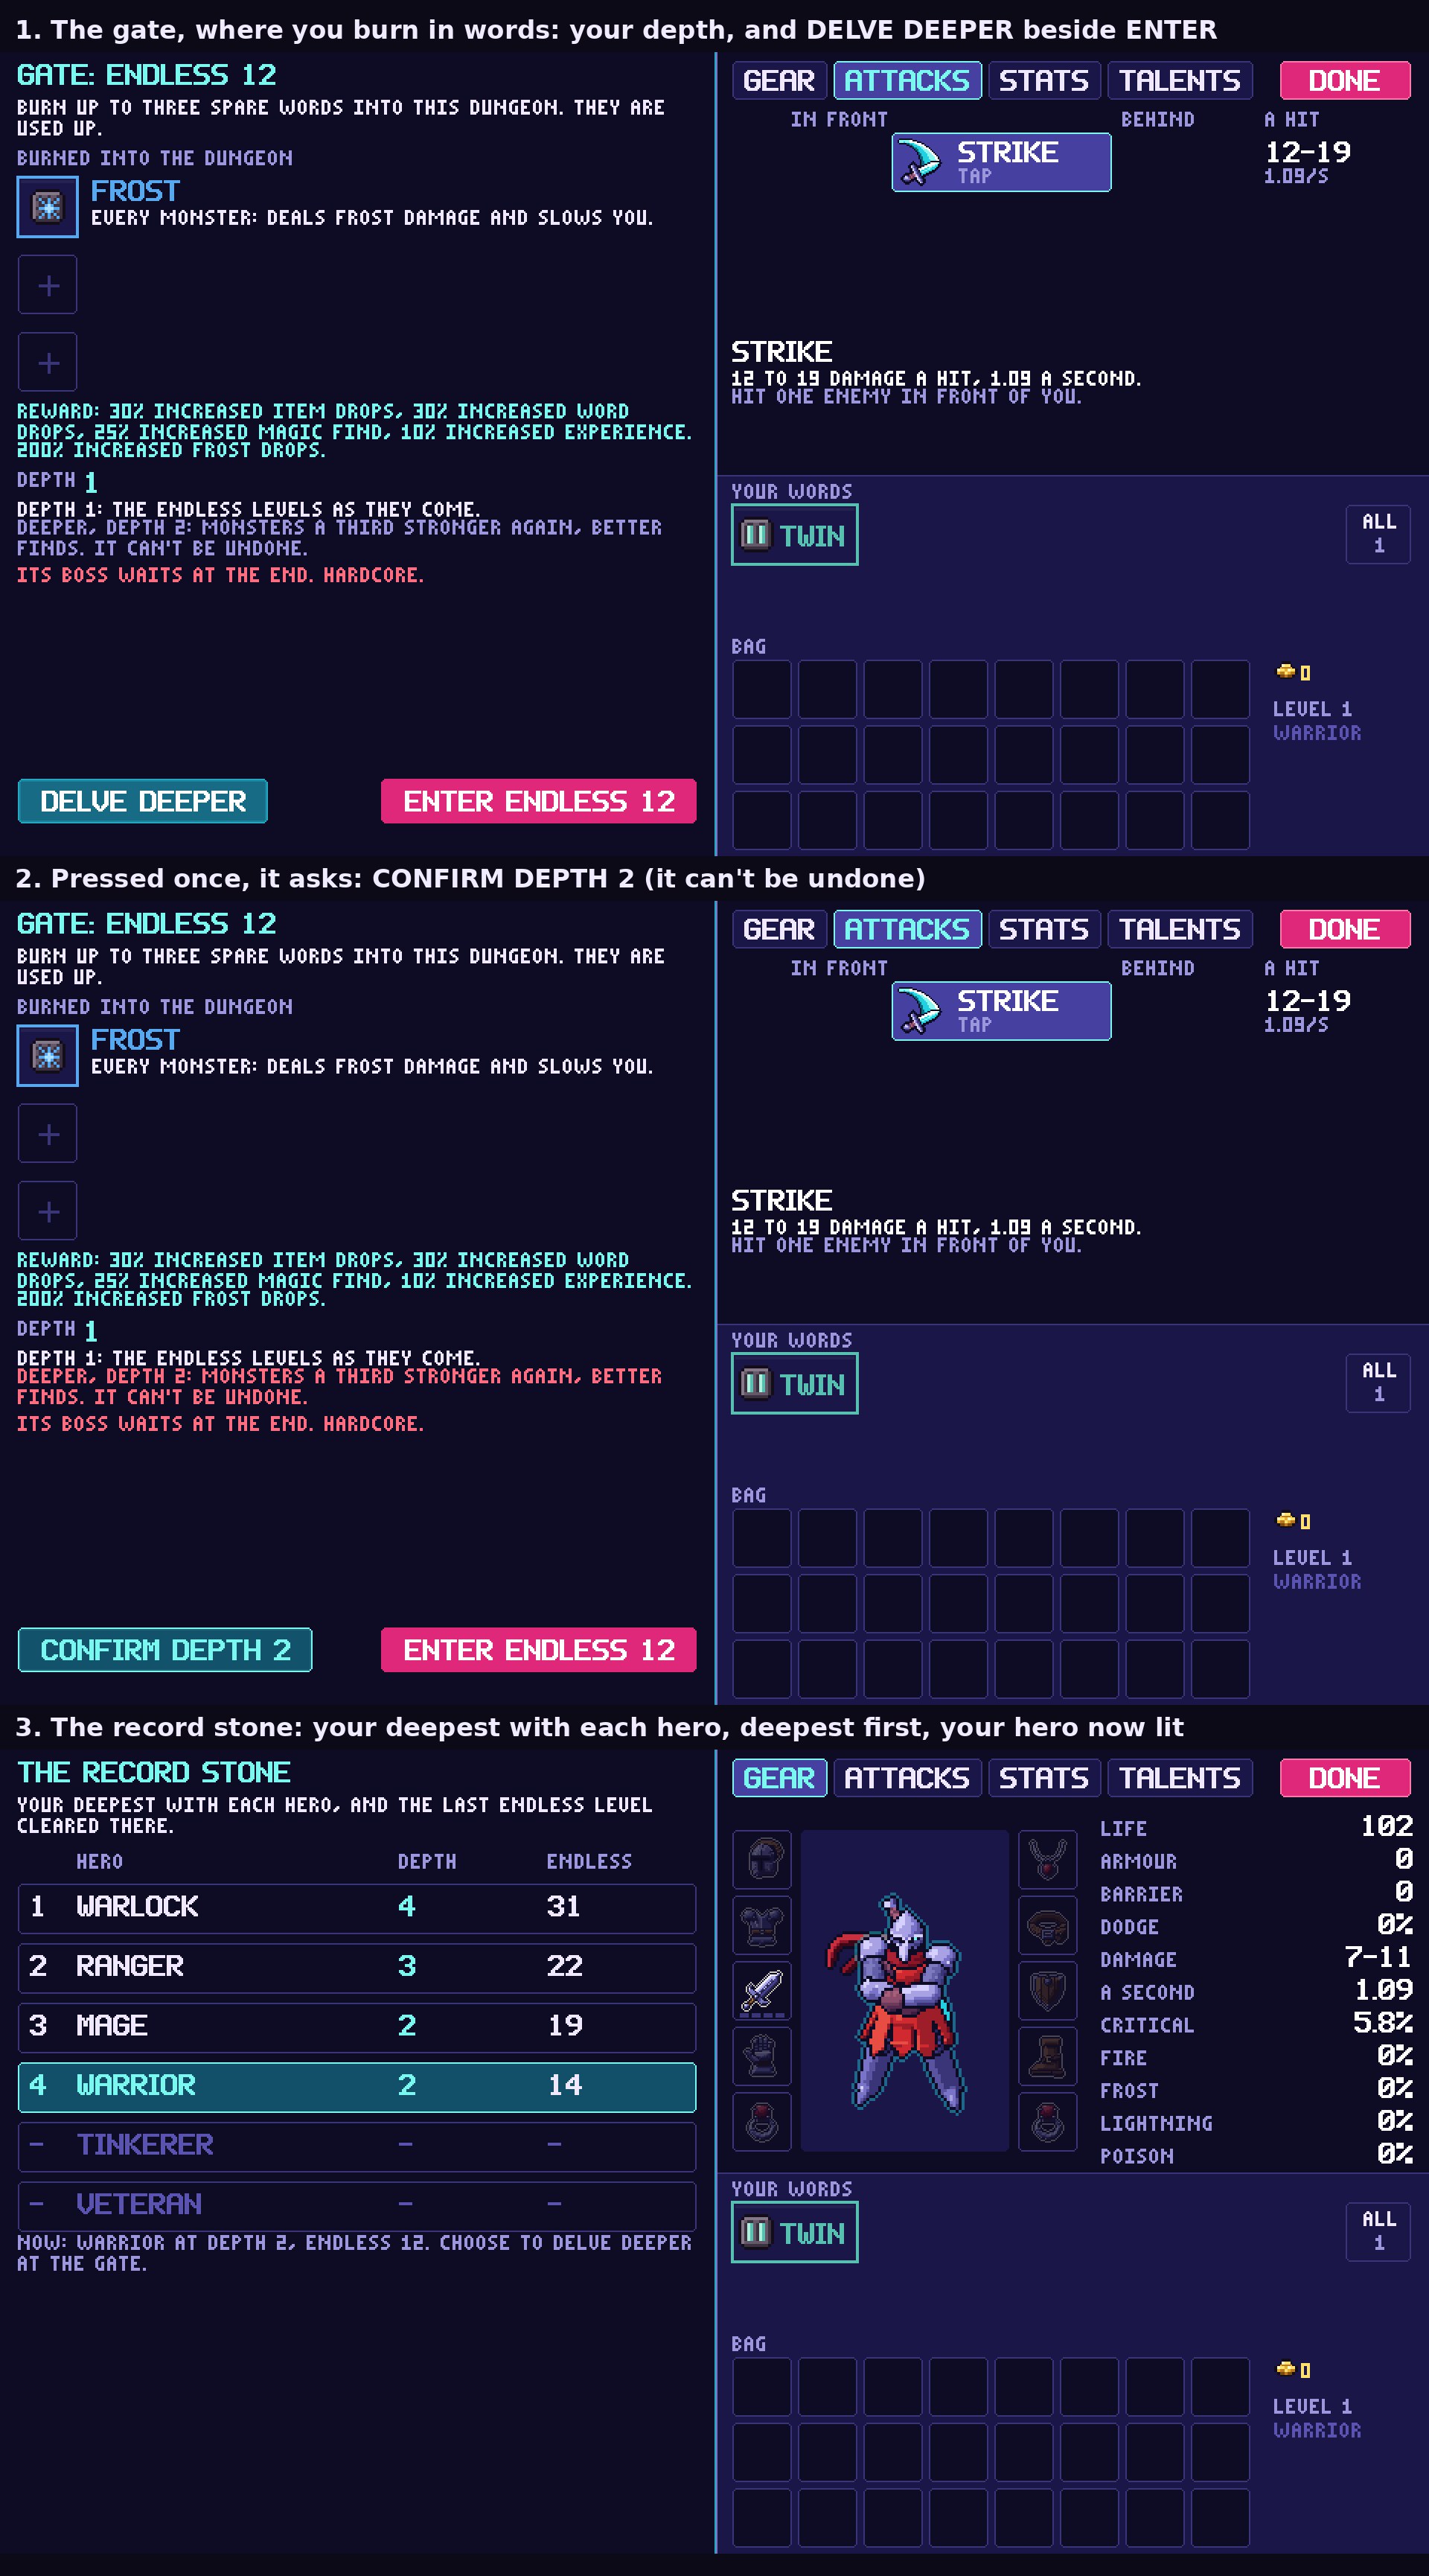 1. The gate, where you burn in words: your depth, and DELVE DEEPER beside ENTER
GATE: ENDLESS 12
BURN UP TO THREE SPARE WORDS INTO THIS DUNGEON. THEY ARE
USED UP.
BURNED INTO THE DUNGEON
FROST
EVERY MONSTER: DEALS FROST DAMAGE AND SLOWS YOU.
+
+
REWARD: 30% INCREASED ITEM DROPS, 30% INCREASED WORD
DROPS, 25% INCREASED MAGIC FIND, 10% INCREASED EXPERIENCE.
200% INCREASED FROST DROPS.
DEPTH 1
DEPTH 1: THE ENDLESS LEVELS AS THEY COME.
DEEPER, DEPTH 2: MONSTERS A THIRD STRONGER AGAIN, BETTER
FINDS. IT CAN'T BE UNDONE.
ITS BOSS WAITS AT THE END. HARDCORE.
DELVE DEEPER
ENTER ENDLESS 12
GEAR ATTACKS STATS TALENTS DONE
IN FRONT BEHIND A HIT
STRIKE
TAP
12-19
1.09/S
STRIKE
12 TO 19 DAMAGE A HIT, 1.09 A SECOND.
HIT ONE ENEMY IN FRONT OF YOU.
YOUR WORDS
TWIN
ALL
1
BAG
0
LEVEL 1
WARRIOR
2. Pressed once, it asks: CONFIRM DEPTH 2 (it can't be undone)
GATE: ENDLESS 12
BURN UP TO THREE SPARE WORDS INTO THIS DUNGEON. THEY ARE
USED UP.
BURNED INTO THE DUNGEON
FROST
EVERY MONSTER: DEALS FROST DAMAGE AND SLOWS YOU.
+
+
REWARD: 30% INCREASED ITEM DROPS, 30% INCREASED WORD
DROPS, 25% INCREASED MAGIC FIND, 10% INCREASED EXPERIENCE.
200% INCREASED FROST DROPS.
DEPTH 1
DEPTH 1: THE ENDLESS LEVELS AS THEY COME.
DEEPER, DEPTH 2: MONSTERS A THIRD STRONGER AGAIN, BETTER
FINDS. IT CAN'T BE UNDONE.
ITS BOSS WAITS AT THE END. HARDCORE.
CONFIRM DEPTH 2
ENTER ENDLESS 12
GEAR ATTACKS STATS TALENTS DONE
IN FRONT BEHIND A HIT
STRIKE
TAP
12-19
1.09/S
STRIKE
12 TO 19 DAMAGE A HIT, 1.09 A SECOND.
HIT ONE ENEMY IN FRONT OF YOU.
YOUR WORDS
TWIN
ALL
1
BAG
0
LEVEL 1
WARRIOR
3. The record stone: your deepest with each hero, deepest first, your hero now lit
THE RECORD STONE
YOUR DEEPEST WITH EACH HERO, AND THE LAST ENDLESS LEVEL
CLEARED THERE.
HERO DEPTH ENDLESS
1 WARLOCK 4 31
2 RANGER 3 22
3 MAGE 2 19
4 WARRIOR 2 14
- TINKERER - -
- VETERAN - -
NOW: WARRIOR AT DEPTH 2, ENDLESS 12. CHOOSE TO DELVE DEEPER
AT THE GATE.
GEAR ATTACKS STATS TALENTS DONE
LIFE 102
ARMOUR 0
BARRIER 0
DODGE 0%
DAMAGE 7-11
A SECOND 1.09
CRITICAL 5.8%
FIRE 0%
FROST 0%
LIGHTNING 0%
POISON 0%
YOUR WORDS
TWIN
ALL
1
BAG
0
LEVEL 1
WARRIOR